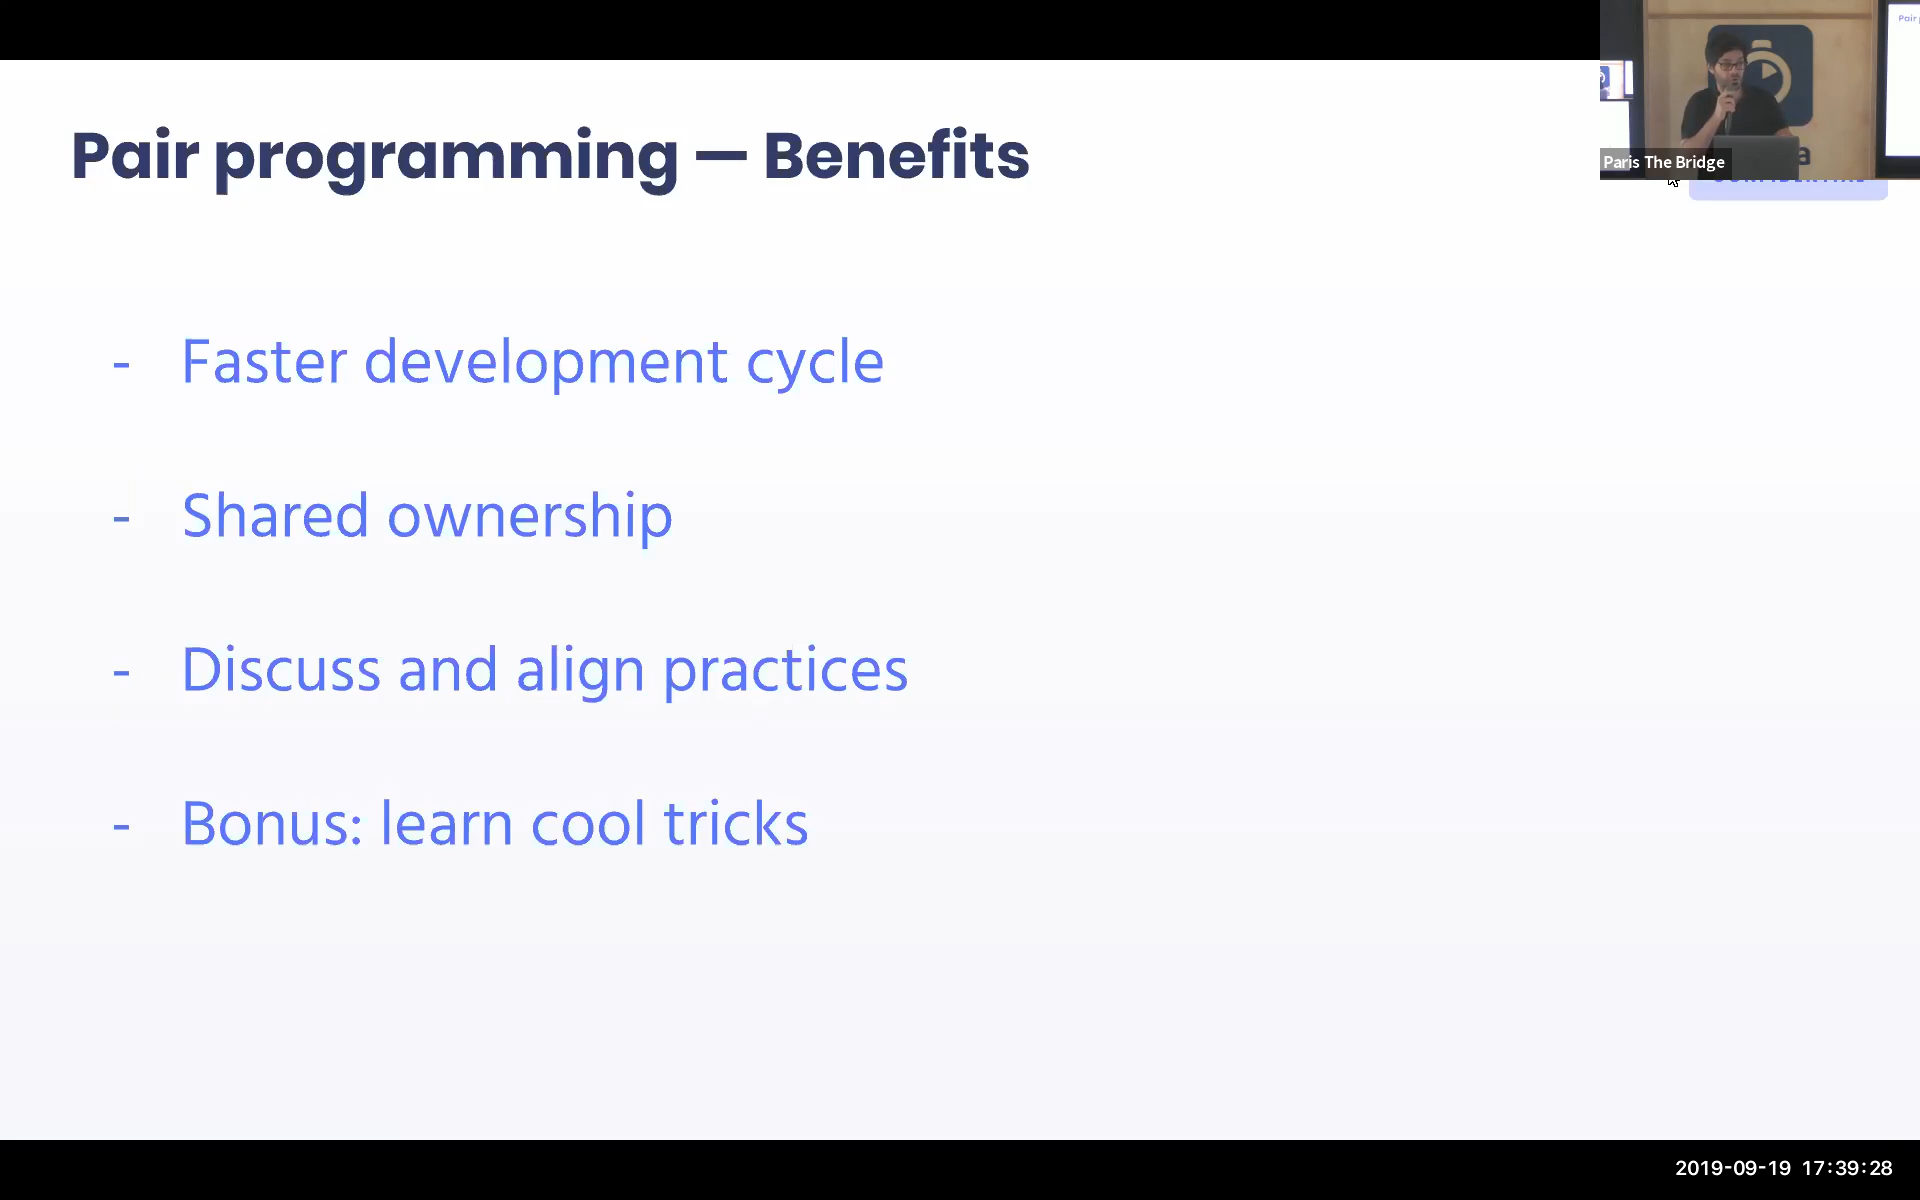 Pair programming — Benefits
Paris The Bridge
- Faster development cycle
- Shared ownership
- Discuss and align practices
- Bonus: learn cool tricks
2019-09-19 17:39:28